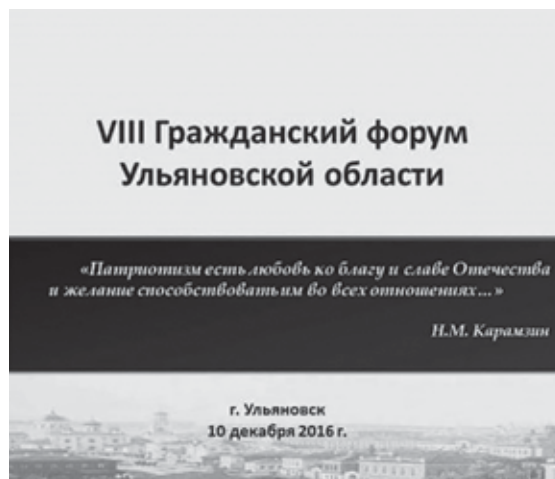 VIII Гражданский форум
Ульяновской области
«Патриотизм есть любовь ко благу и славе Отечества
и желание способствовать им во всех отношениях...»
Н.М. Карамзин
г. Ульяновск
10 декабря 2016 г.